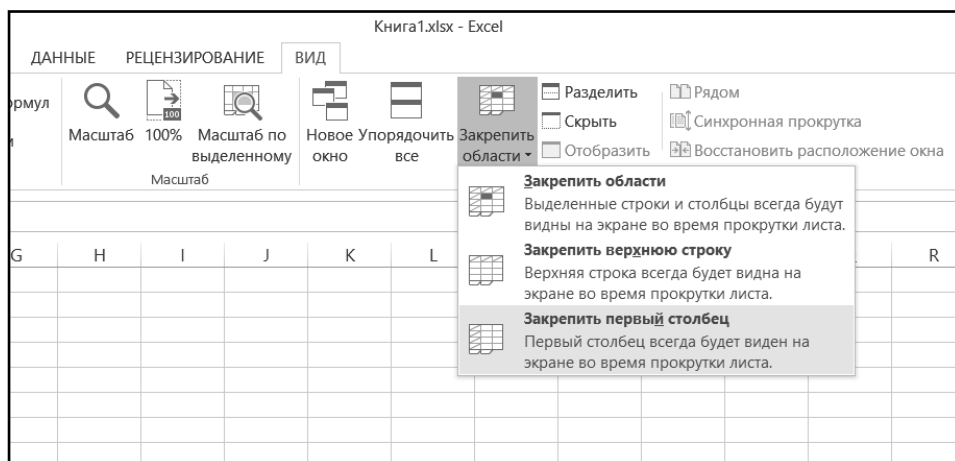 Книга1.xlsx - Excel
ДАННЫЕ РЕЦЕНЗИРОВАНИЕ ВИД
Масштаб
100
100%
Масштаб по
выделенному
Масштаб
Новое
окно
Упорядочить
все
Закрепить
области
Разделить
Скрыть
Отобразить
Рядом
Синхронная прокрутка
Восстановить расположение окна
Закрепить области
Выделенные строки и столбцы всегда будут
видны на экране во время прокрутки листа.
Закрепить верхнюю строку
Верхняя строка всегда будет видна на
экране во время прокрутки листа.
Закрепить первый столбец
Первый столбец всегда будет виден на
экране во время прокрутки листа.
G H I J K L R